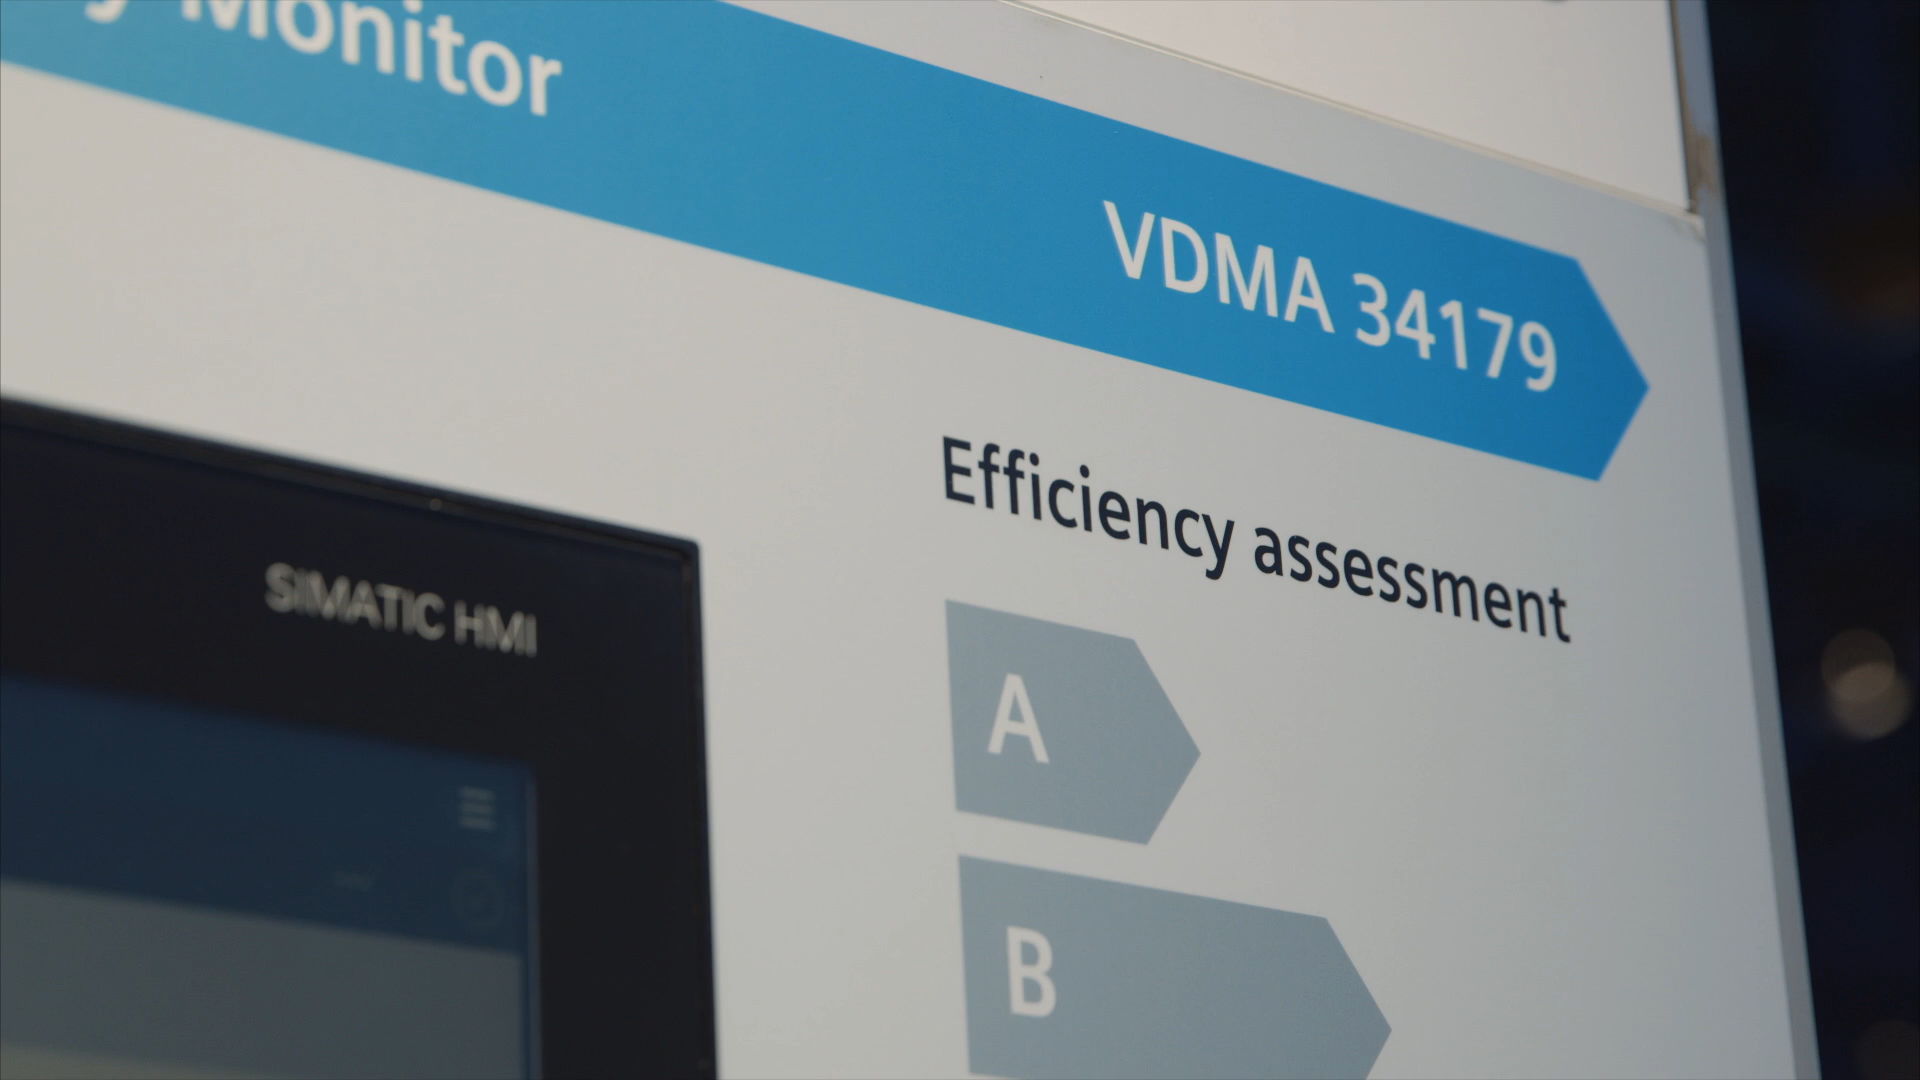 y Monitor
VDMA 34179
Efficiency assessment
SIMATIC HMI
A
B